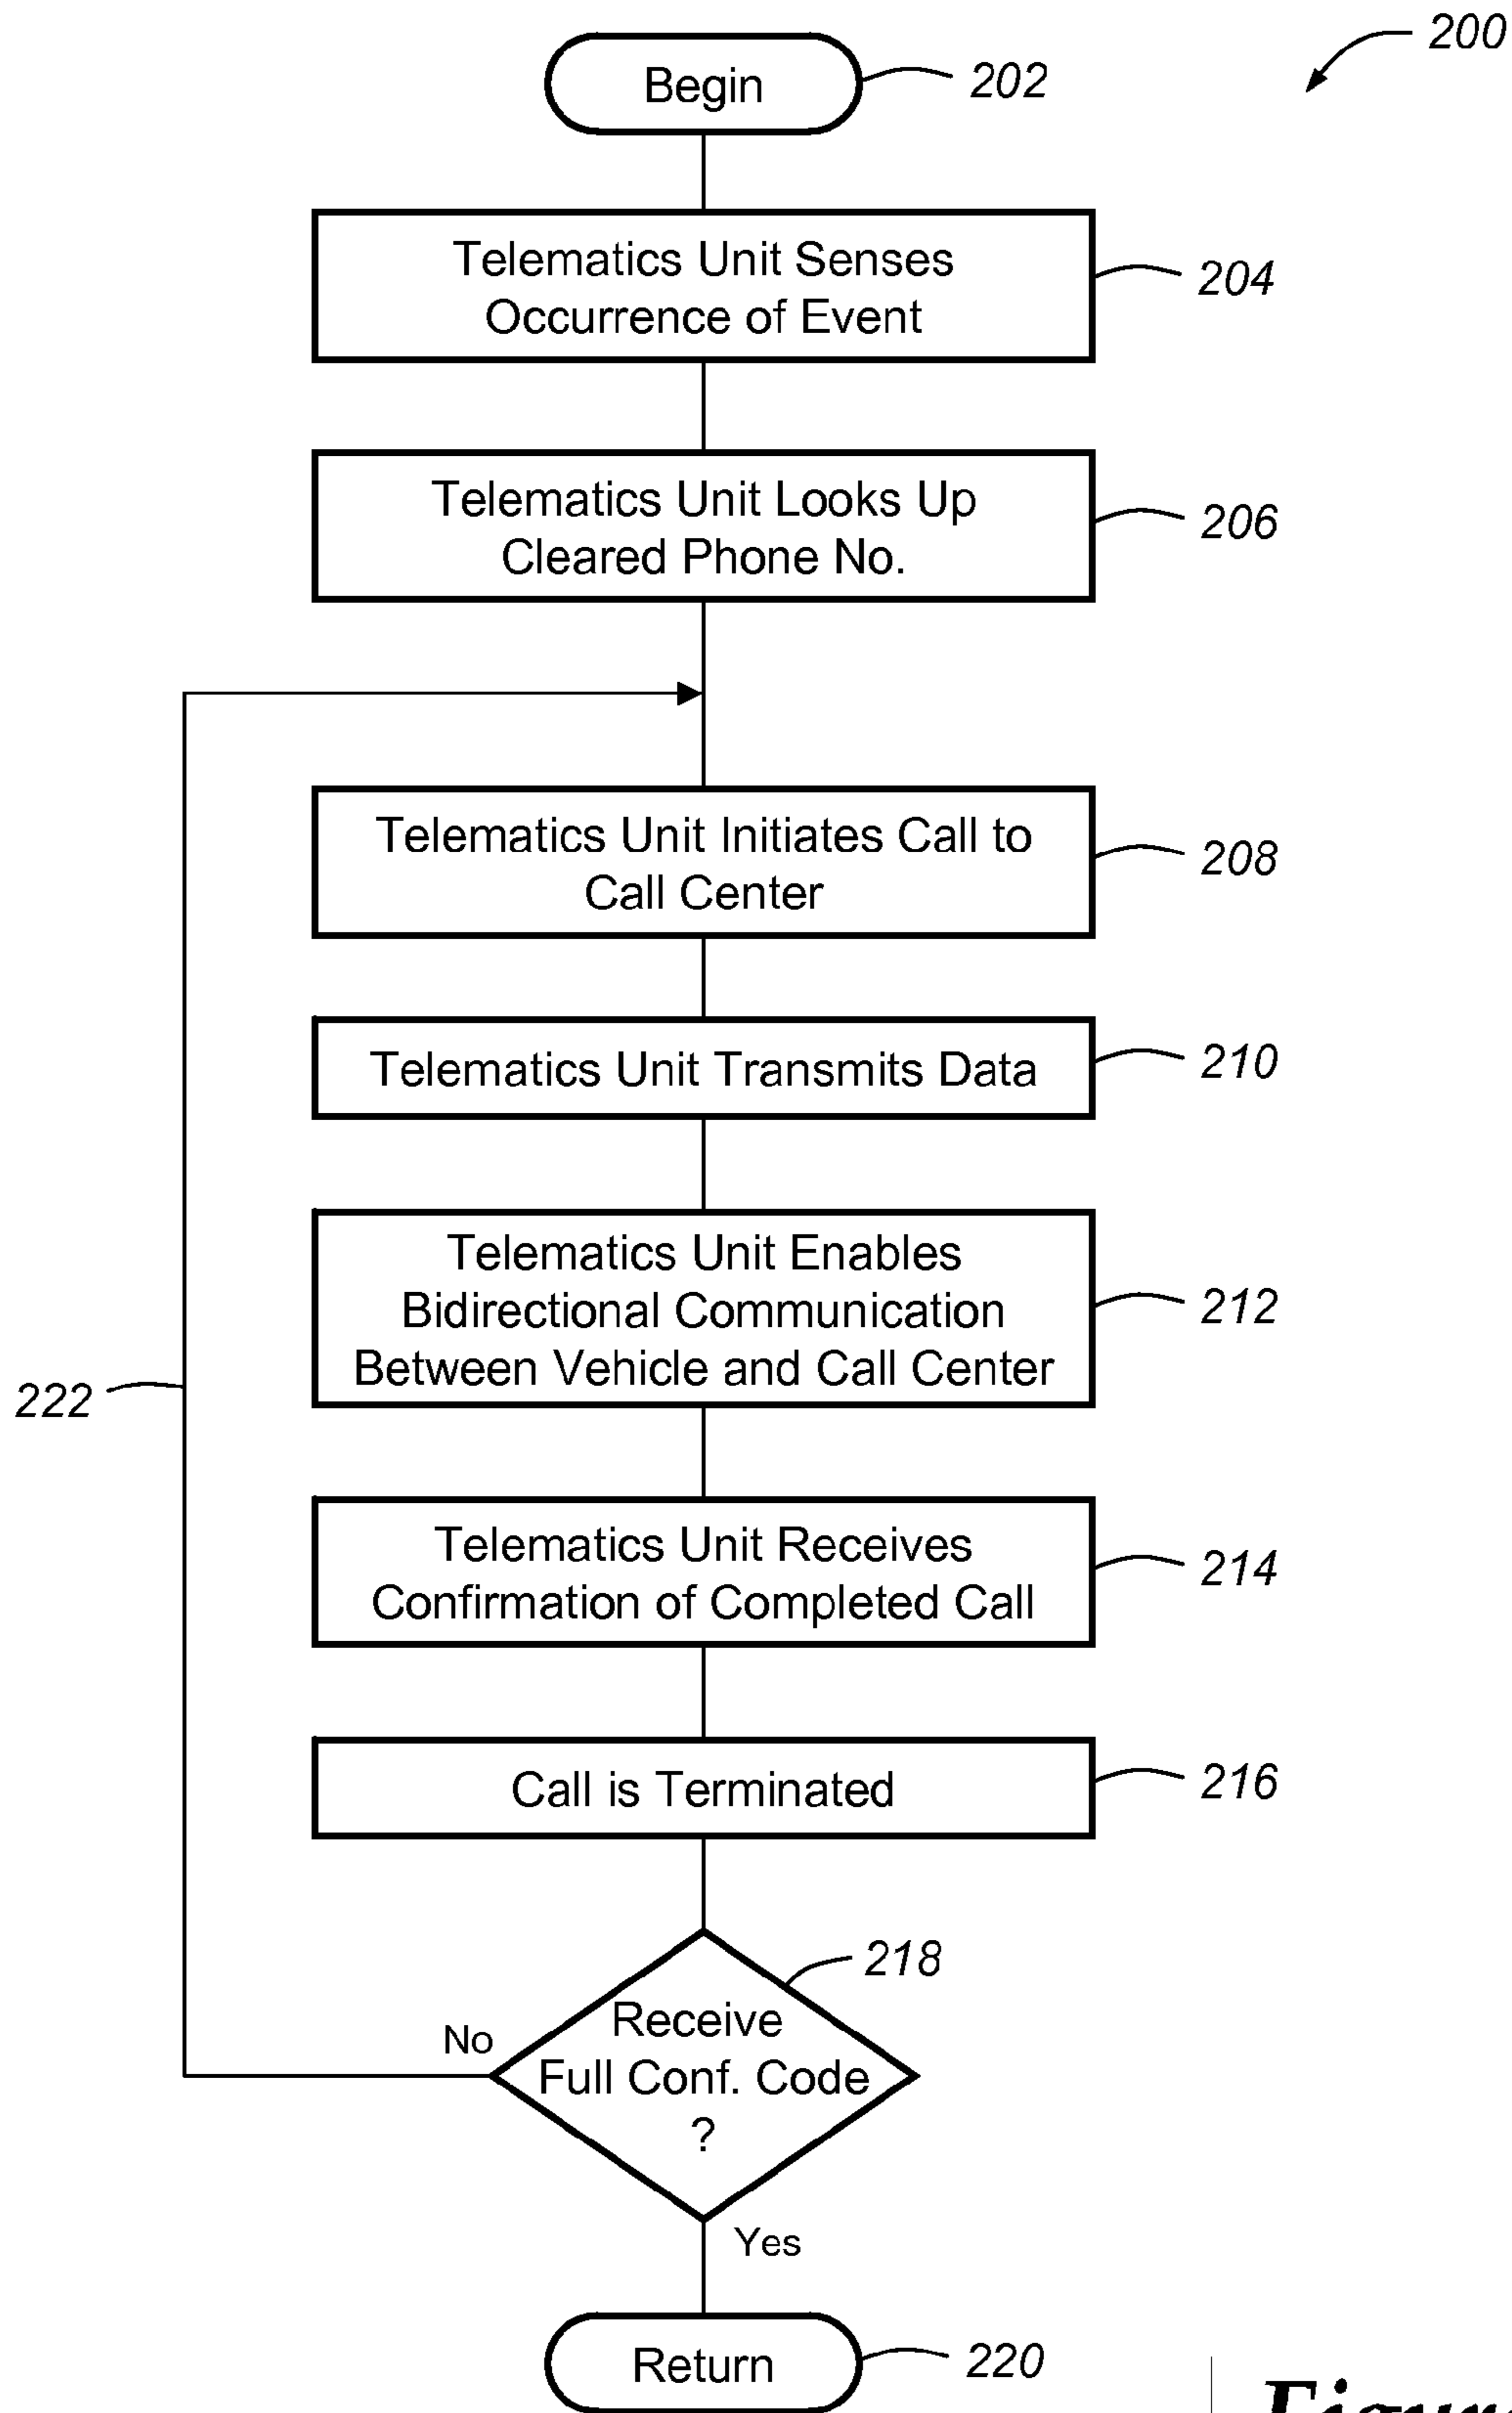 200
Begin
202
Telematics Unit Senses
Occurrence of Event
204
Telematics Unit Looks Up
Cleared Phone No.
206
Telematics Unit Initiates Call to
Call Center
208
Telematics Unit Transmits Data
210
Telematics Unit Enables
Bidirectional Communication
Between Vehicle and Call Center
212
222
Telematics Unit Receives
Confirmation of Completed Call
214
Call is Terminated
216
218
Receive
Full Conf. Code
?
No
Yes
Return
220